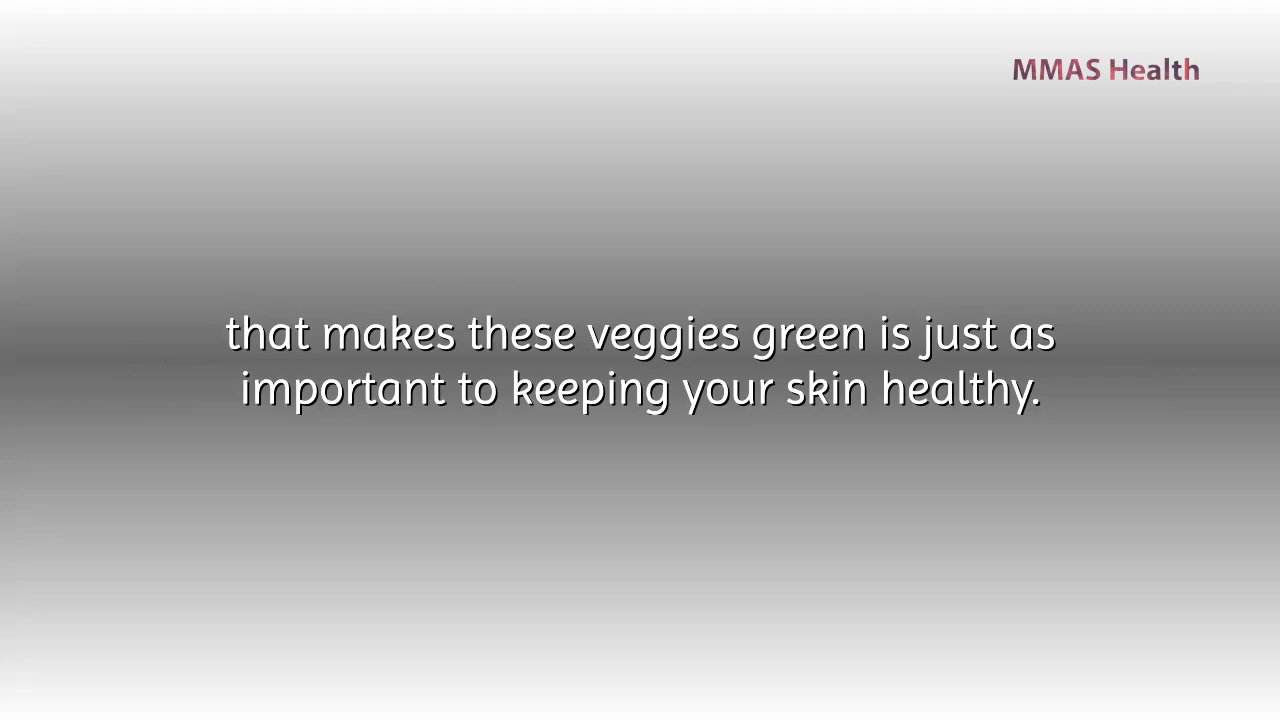 MMAS Health
that makes these veggies green is just as
important to keeping your skin healthy.